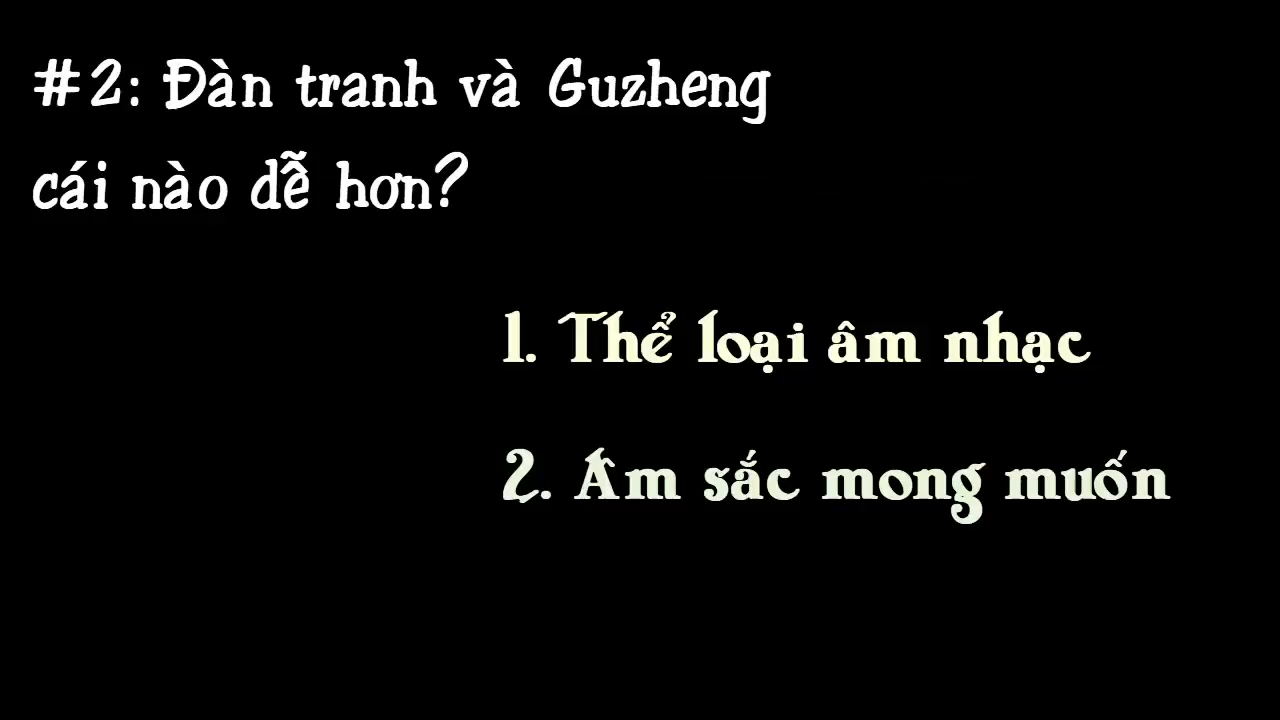 #2: Đàn tranh và Guzheng
cái nào dễ hơn?
1. Thể loại âm nhạc
2. Âm sắc mong muốn